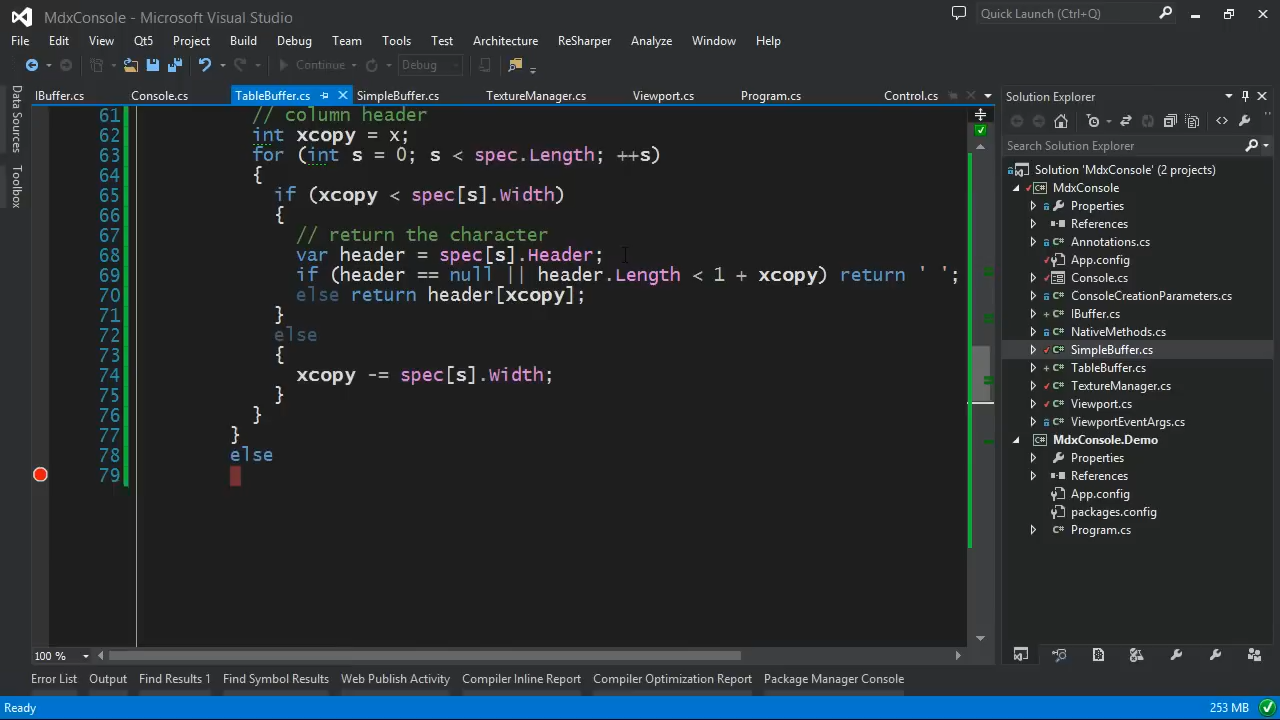 MdxConsole - Microsoft Visual Studio
Quick Launch (Ctrl+Q)
File Edit View Qt5 Project Build Debug Team Tools Test Architecture ReSharper Analyze Window Help
Continue Debug
IBuffer.cs Console.cs TableBuffer.cs SimpleBuffer.cs TextureManager.cs Viewport.cs Program.cs Control.cs
Data Sources
Toolbox
61 // column header
62 int xcopy = x;
63 for (int s = 0; s < spec.Length; ++s)
64 {
65 if (xcopy < spec[s].Width)
66 {
67 // return the character
68 var header = spec[s].Header;
69 if (header == null || header.Length < 1 + xcopy) return ' ';
70 else return header[xcopy];
71 }
72 else
73 {
74 xcopy -= spec[s].Width;
75 }
76 }
77 }
78 else
79
100 %
Solution Explorer
Search Solution Explorer
Solution 'MdxConsole' (2 projects)
MdxConsole
Properties
References
Annotations.cs
App.config
Console.cs
ConsoleCreationParameters.cs
IBuffer.cs
NativeMethods.cs
SimpleBuffer.cs
TableBuffer.cs
TextureManager.cs
Viewport.cs
ViewportEventArgs.cs
MdxConsole.Demo
Properties
References
App.config
packages.config
Program.cs
Error List Output Find Results 1 Find Symbol Results Web Publish Activity Compiler Inline Report Compiler Optimization Report Package Manager Console
Ready
253 MB